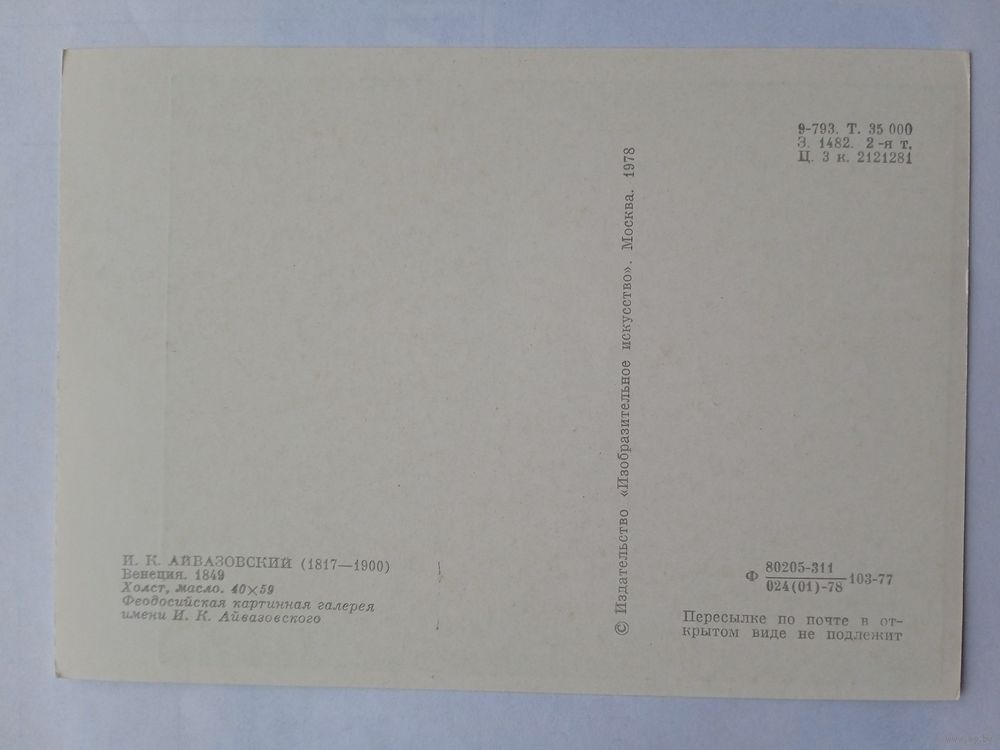 9-793. Т. 35 000
З. 1482. 2-я т.
Ц. 3 к. 2121281
© Издательство «Изобразительное искусство». Москва. 1978
И. К. АЙВАЗОВСКИЙ (1817—1900)
Венеция. 1849
Холст, масло. 40×59
Феодосийская картинная галерея
имени И. К. Айвазовского
Ф 80205-311
024(01)-78 103-77
Пересылке по почте в от-
крытом виде не подлежит